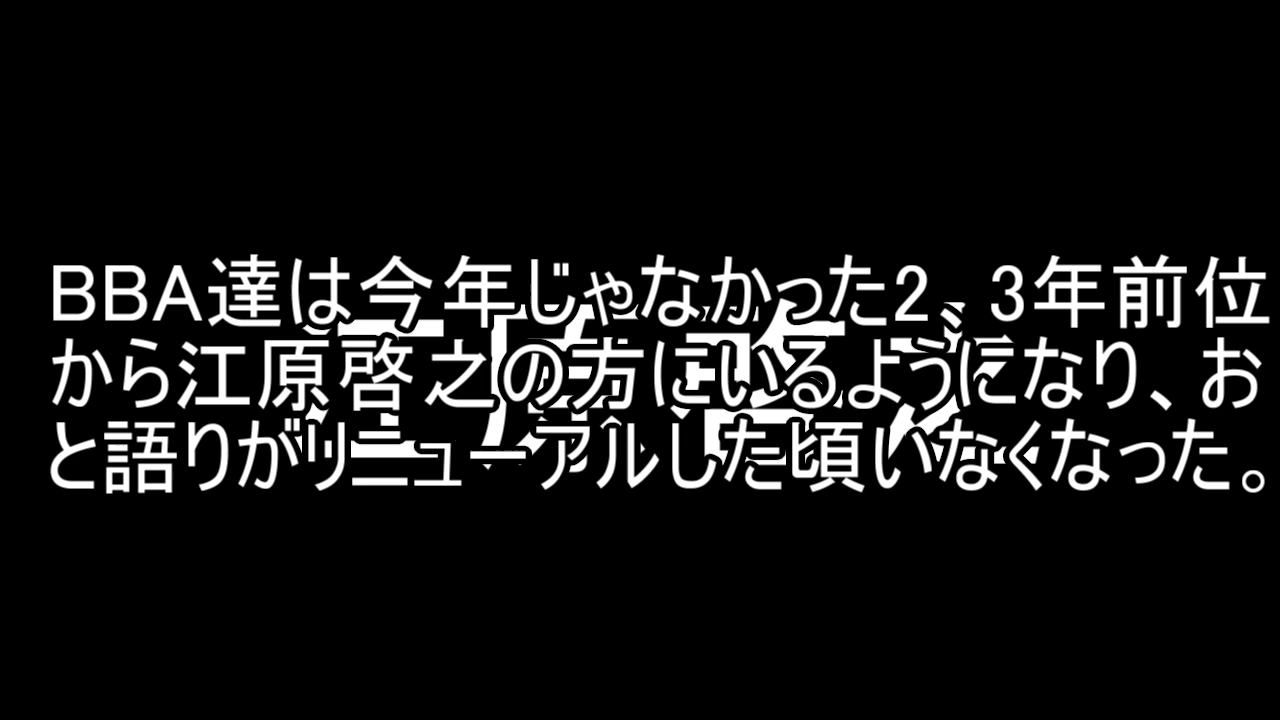 BBA達は今年じゃなかった2、3年前位
から江原啓之の方にいるようになり、お
と語りがリニューアルした頃いなくなった。